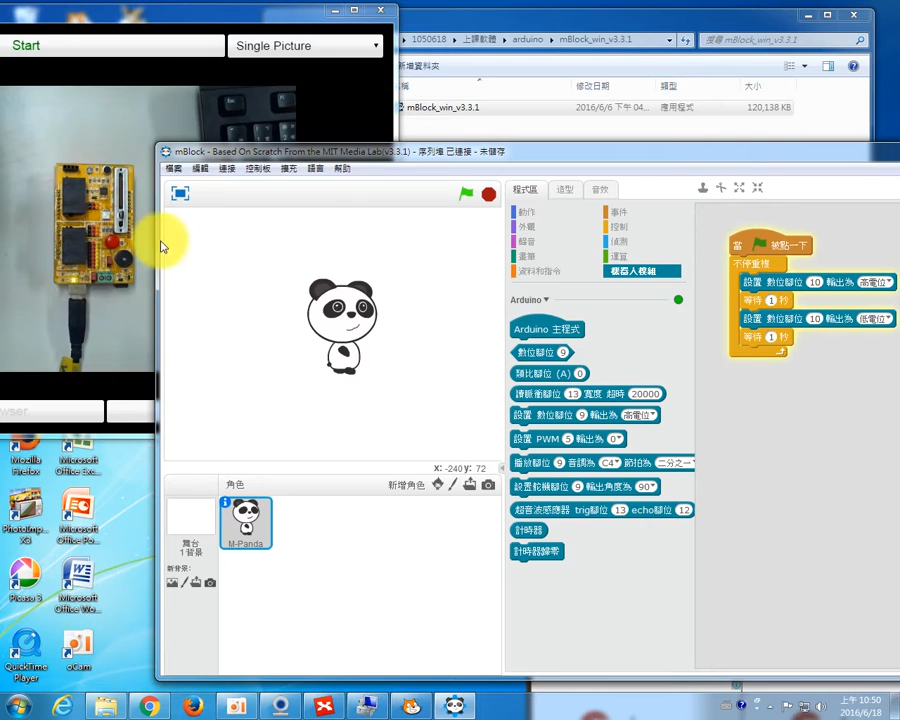 Start
Single Picture
1050618
上課軟體
arduino
mBlock_win_v3.3.1
搜尋 mBlock_win_v3.3.1
新增資料夾
修改日期
類型
大小
mBlock_win_v3.3.1
2016/6/6 下午 04...
應用程式
120,138 KB
mBlock - Based On Scratch From the MIT Media Lab(v3.3.1) - 序列埠 已連接 - 未儲存
檔案 編輯 連接 控制板 擴充 語言 幫助
程式區 造型 音效
動作 事件
外觀 控制
聲音 偵測
畫筆 運算
資料和指令 機器人模組
Arduino
Arduino 主程式
數位腳位 9
類比腳位 (A) 0
讀脈衝腳位 13 寬度 超時 20000
設置 數位腳位 9 輸出為 高電位
設置 PWM 5 輸出為 0
播放腳位 9 音調為 C4 節拍為 二分之一
設置舵機腳位 9 輸出角度為 90
超音波感應器 trig腳位 13 echo腳位 12
計時器
計時器歸零
當 被點一下
不停重複
設置 數位腳位 10 輸出為 高電位
等待 1 秒
設置 數位腳位 10 輸出為 低電位
等待 1 秒
x: -240 y: 72
角色
新增角色
M-Panda
舞台
1 背景
新背景:
wser
Mozilla
Firefox
Microsoft
Office Exc...
PhotoImp...
X3
Microsoft
Office Po...
Picasa 3
Microsoft
Office Wo...
QuickTime
Player
oCam
上午 10:50
2016/6/18